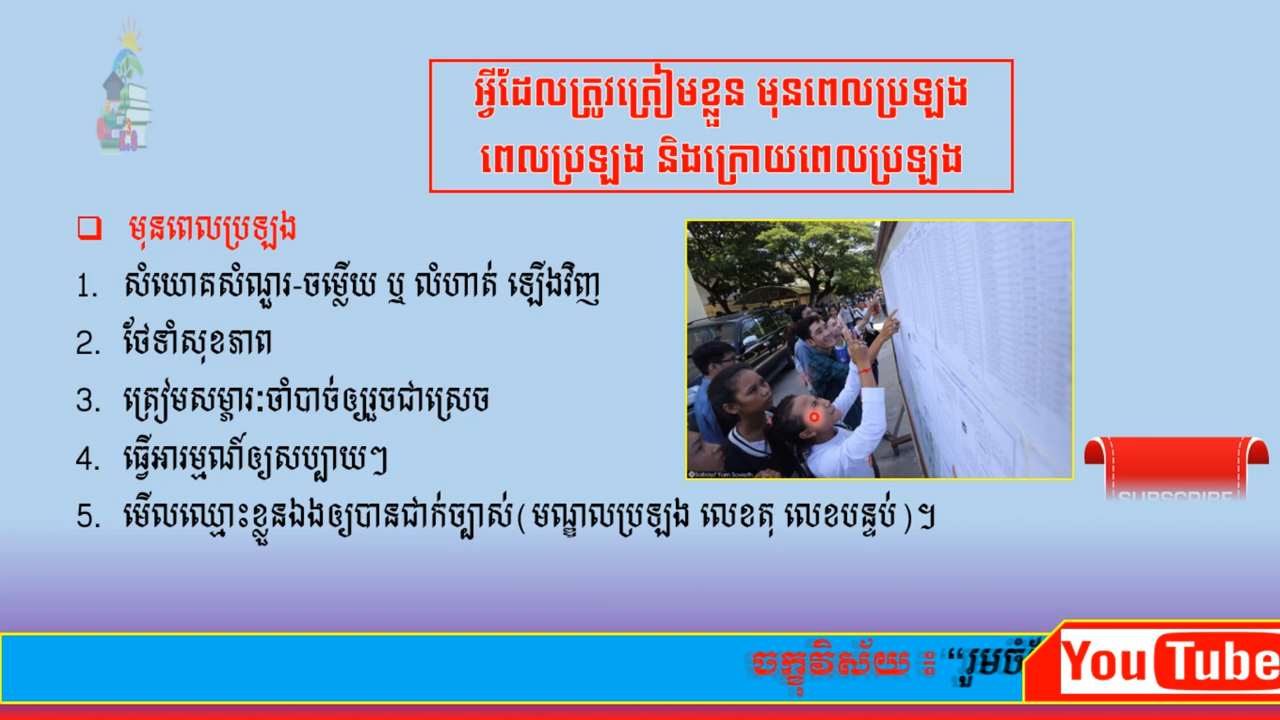 អ្វីដែលត្រូវត្រៀមខ្លួន មុនពេលប្រឡង
ពេលប្រឡង និងក្រោយពេលប្រឡង
មុនពេលប្រឡង
1. សំយោគសំណួរ-ចម្លើយ ឬ លំហាត់ ឡើងវិញ
2. ថែទាំសុខភាព
3. ត្រៀមសម្ភារៈចាំបាច់ឲ្យរួចជាស្រេច
4. ធ្វើអារម្មណ៍ឲ្យសប្បាយៗ
5. មើលឈ្មោះខ្លួនឯងឲ្យបានជាក់ច្បាស់(មណ្ឌលប្រឡង លេខតុ លេខបន្ទប់)។
©Sabay/ Yorn Sovieth
SUBSCRIBE
ចក្ខុវិស័យ ៖ “រួម
YouTube